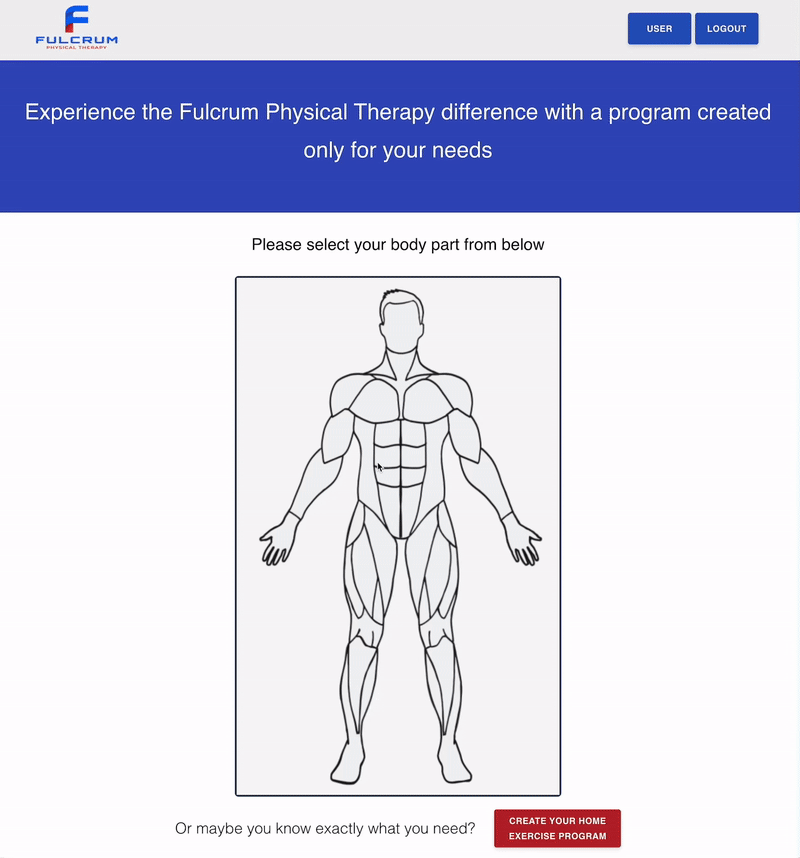 FULCRUM
PHYSICAL THERAPY
USER
LOGOUT
Experience the Fulcrum Physical Therapy difference with a program created
only for your needs
Please select your body part from below
Or maybe you know exactly what you need?
CREATE YOUR HOME
EXERCISE PROGRAM